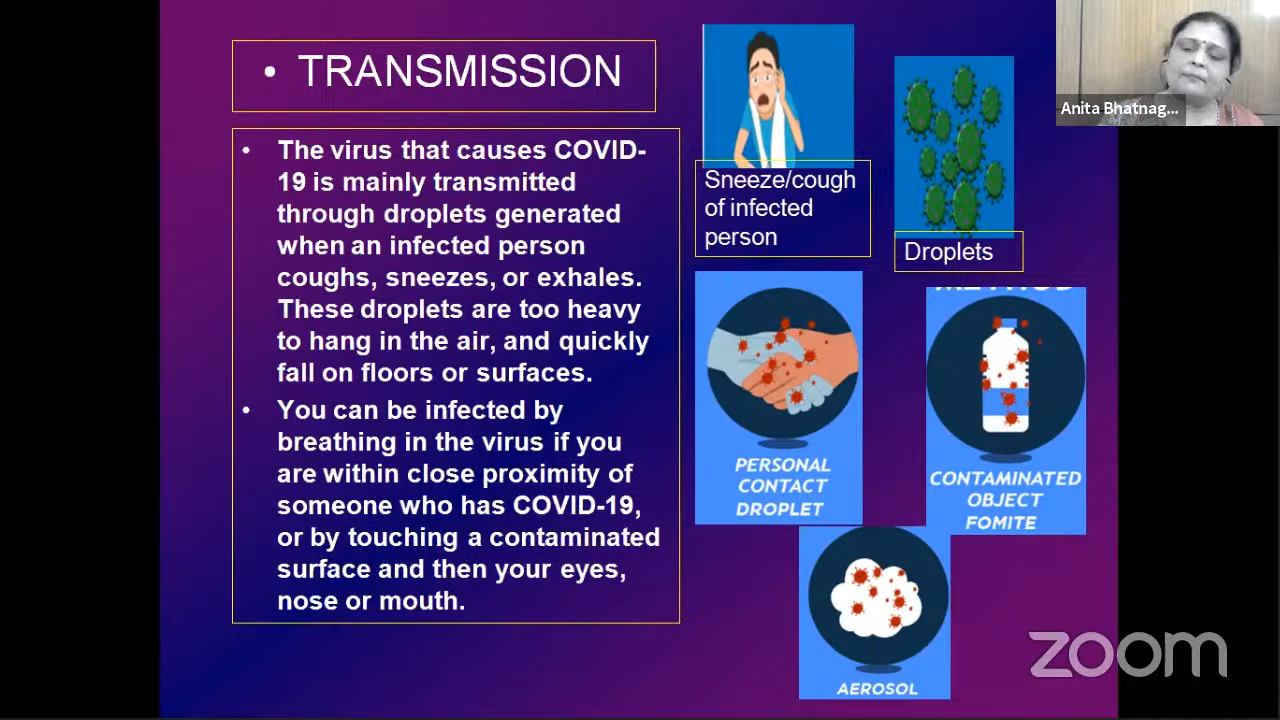 • TRANSMISSION
• The virus that causes COVID-
19 is mainly transmitted
through droplets generated
when an infected person
coughs, sneezes, or exhales.
These droplets are too heavy
to hang in the air, and quickly
fall on floors or surfaces.
• You can be infected by
breathing in the virus if you
are within close proximity of
someone who has COVID-19,
or by touching a contaminated
surface and then your eyes,
nose or mouth.
Sneeze/cough
of infected
person
Droplets
PERSONAL
CONTACT
DROPLET
CONTAMINATED
OBJECT
FOMITE
AEROSOL
Anita Bhatnag...
zoom